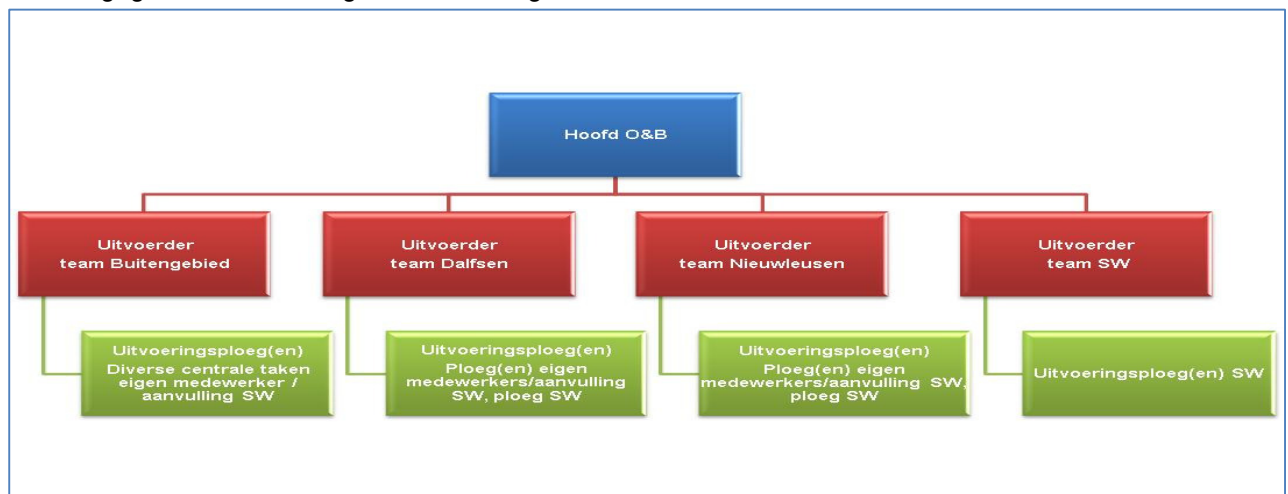 Hoofd O&B
Uitvoerder
team Buitengebied
Uitvoerder
team Dalfsen
Uitvoerder
team Nieuwleusen
Uitvoerder
team SW
Uitvoeringsploeg(en)
Diverse centrale taken
eigen medewerker /
aanvulling SW
Uitvoeringsploeg(en)
Ploeg(en) eigen
medewerkers/aanvulling
SW, ploeg SW
Uitvoeringsploeg(en)
Ploeg(en) eigen
medewerkers/aanvulling SW,
ploeg SW
Uitvoeringsploeg(en) SW